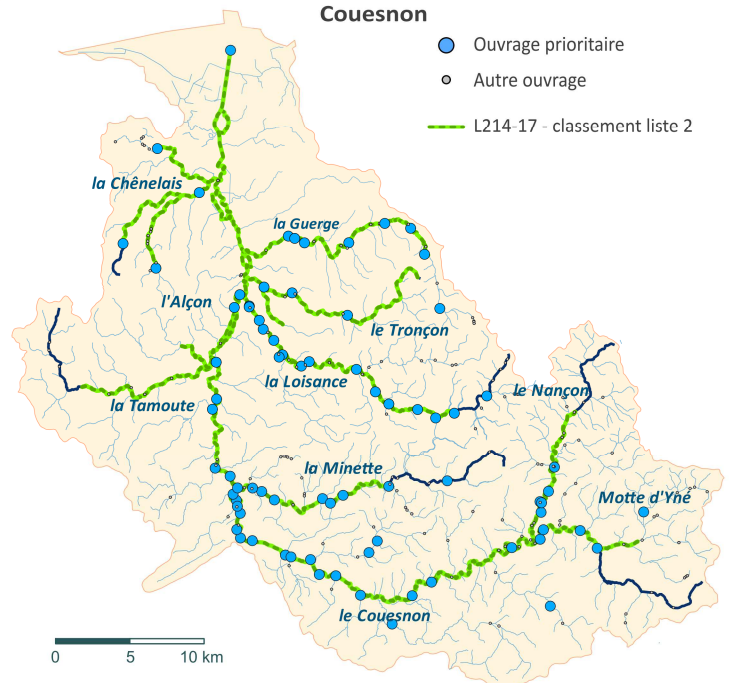 Couesnon
Ouvrage prioritaire
Autre ouvrage
L214-17 - classement liste 2
la Chênelais
la Guerge
l'Alçon
le Tronçon
la Loisance
le Nançon
la Tamoute
la Minette
Motte d'Yné
le Couesnon
0 5 10 km